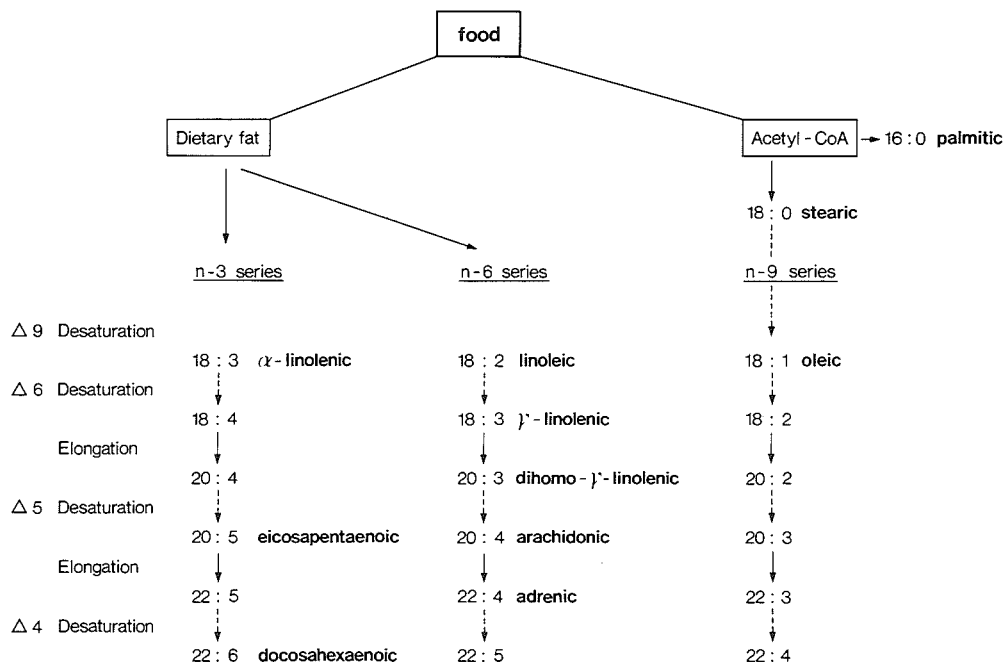 food
Dietary fat
Acetyl-CoA → 16:0 palmitic
18:0 stearic
n-3 series n-6 series n-9 series
△9 Desaturation
18:3 α-linolenic 18:2 linoleic 18:1 oleic
△6 Desaturation
18:4 18:3 γ-linolenic 18:2
Elongation
20:4 20:3 dihomo-γ-linolenic 20:2
△5 Desaturation
20:5 eicosapentaenoic 20:4 arachidonic 20:3
Elongation
22:5 22:4 adrenic 22:3
△4 Desaturation
22:6 docosahexaenoic 22:5 22:4